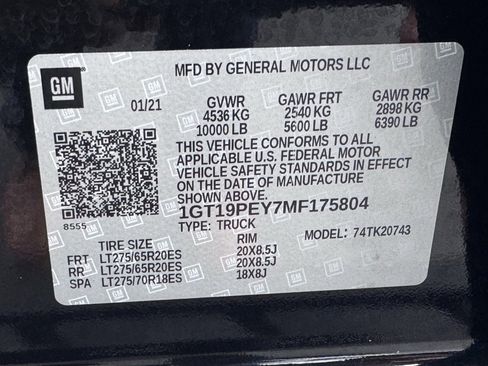 GM
MFD BY GENERAL MOTORS LLC
01/21 GVWR GAWR FRT GAWR RR
4536 KG 2540 KG 2898 KG
10000 LB 5600 LB 6390 LB
THIS VEHICLE CONFORMS TO ALL
APPLICABLE U.S. FEDERAL MOTOR
VEHICLE SAFETY STANDARDS IN EFFECT
ON THE DATE OF MANUFACTURE
SHOWN ABOVE.
8555 1GT19PEY7MF175804
TYPE: TRUCK MODEL: 74TK20743
TIRE SIZE RIM
FRT LT275/65R20ES 20X8.5J
RR LT275/65R20ES 20X8.5J
SPA LT275/70R18ES 18X8J